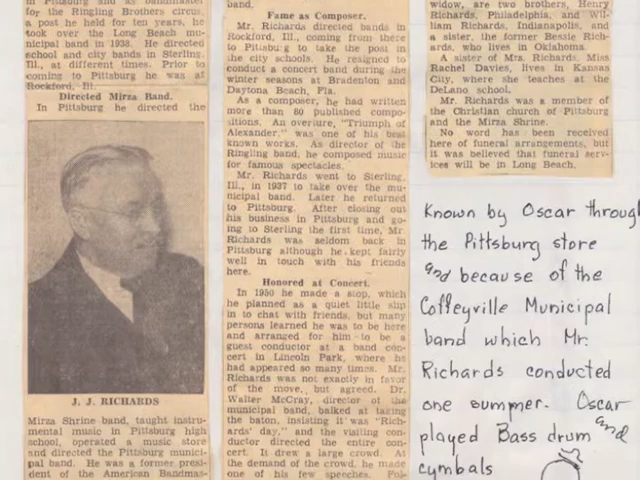 in Pittsburg and as bandmaster
for the Ringling Brothers circus,
a post he held for ten years, he
took over the Long Beach mu-
nicipal band in 1938. He directed
school and city bands in Sterling,
Ill., at different times. Prior to
coming to Pittsburg he was at
Rockford, Ill.
Directed Mirza Band.
In Pittsburg he directed the
J. J. RICHARDS
Mirza Shrine band, taught instru-
mental music in Pittsburg high
school, operated a music store
and directed the Pittsburg munici-
pal band. He was a former presi-
dent of the American Bandmas-
band.
Fame as Composer.
Mr. Richards directed bands in
Rockford, Ill., coming from there
to Pittsburg to take the post in
the city schools. He resigned to
conduct a concert band during the
winter seasons at Bradenton and
Daytona Beach, Fla.
As a composer, he had written
more than 80 published compo-
sitions. An overture, "Triumph of
Alexander," was one of his best
known works. As director of the
Ringling band, he composed music
for famous spectacles.
Mr. Richards went to Sterling,
Ill., in 1937 to take over the mu-
nicipal band. Later he returned
to Pittsburg. After closing out
his business in Pittsburg and go-
ing to Sterling the first time, Mr.
Richards was seldom back in
Pittsburg although he kept fairly
well in touch with his friends
here.
Honored at Concert.
In 1950 he made a stop, which
he planned as a quiet little slip
in to chat with friends, but many
persons learned he was to be here
and arranged for him to be a
guest conductor at a band con-
cert in Lincoln Park, where he
had appeared so many times. Mr.
Richards was not exactly in favor
of the move, but agreed. Dr.
Walter McCray, director of the
municipal band, balked at taking
the baton, insisting it was "Rich-
ards' day," and the visiting con-
ductor directed the entire con-
cert. It drew a large crowd. At
the demand of the crowd, he made
one of his few speeches. Fol-
widow, are two brothers, Henry
Richards, Philadelphia, and Wil-
liam Richards, Indianapolis, and
a sister, the former Bessie Rich-
ards, who lives in Oklahoma.
A sister of Mrs. Richards, Miss
Rachel Davies, lives in Kansas
City, where she teaches at the
DeLano school.
Mr. Richards was a member of
the Christian church of Pittsburg
and the Mirza Shrine.
No word has been received
here of funeral arrangements, but
it was believed that funeral serv-
ices will be in Long Beach.
Known by Oscar through
the Pittsburg store
and because of the
Coffeyville Municipal
band which Mr.
Richards conducted
one summer. Oscar
played Bass drum and
cymbals